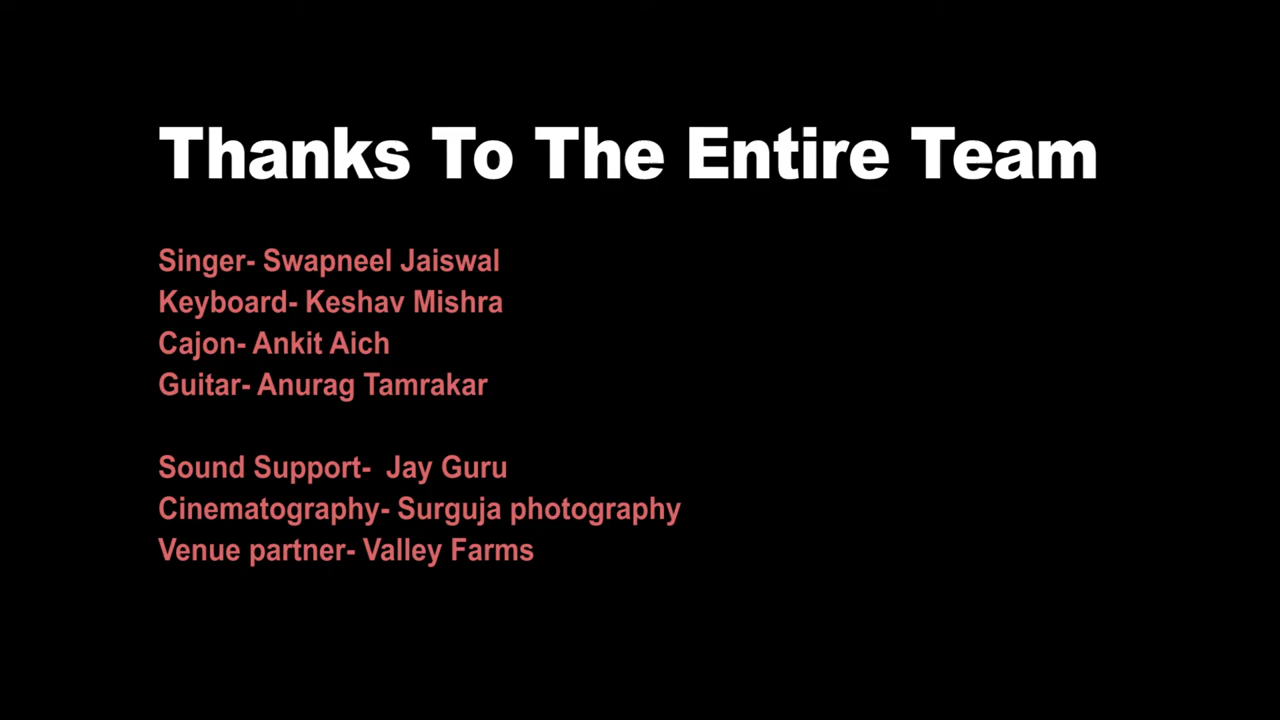 Thanks To The Entire Team
Singer- Swapneel Jaiswal
Keyboard- Keshav Mishra
Cajon- Ankit Aich
Guitar- Anurag Tamrakar
Sound Support-  Jay Guru
Cinematography- Surguja photography
Venue partner- Valley Farms